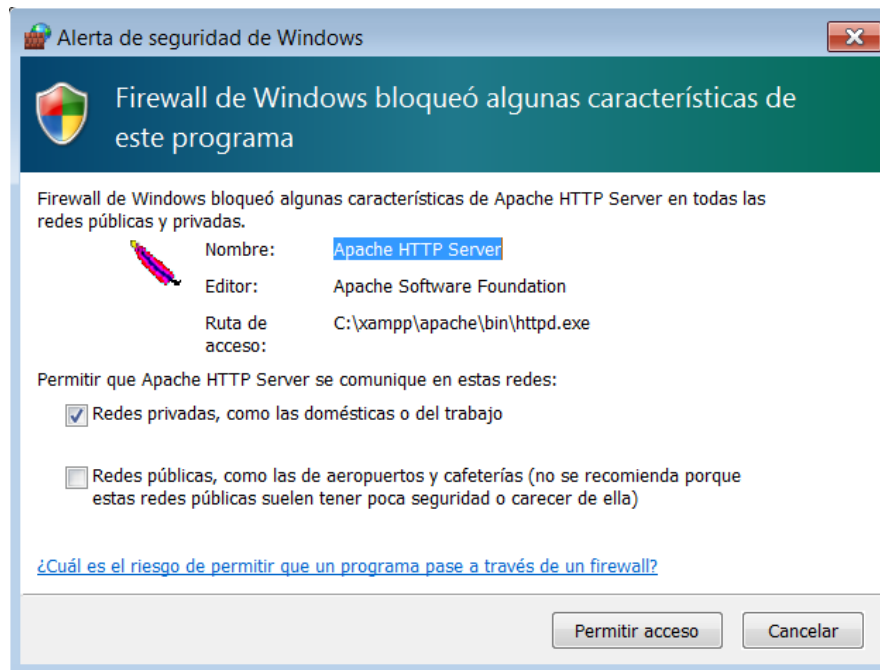 Alerta de seguridad de Windows
Firewall de Windows bloqueó algunas características de
este programa
Firewall de Windows bloqueó algunas características de Apache HTTP Server en todas las
redes públicas y privadas.
Nombre: Apache HTTP Server
Editor: Apache Software Foundation
Ruta de C:\xampp\apache\bin\httpd.exe
acceso:
Permitir que Apache HTTP Server se comunique en estas redes:
Redes privadas, como las domésticas o del trabajo
Redes públicas, como las de aeropuertos y cafeterías (no se recomienda porque
estas redes públicas suelen tener poca seguridad o carecer de ella)
¿Cuál es el riesgo de permitir que un programa pase a través de un firewall?
Permitir acceso Cancelar